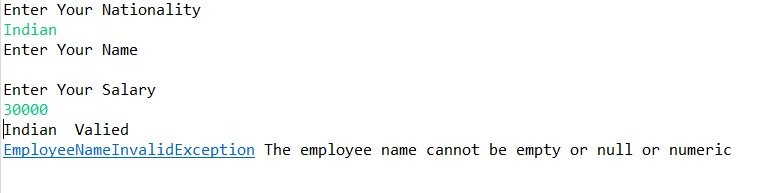 Enter Your Nationality
Indian
Enter Your Name
Enter Your Salary
30000
Indian  Valied
EmployeeNameInvalidException The employee name cannot be empty or null or numeric